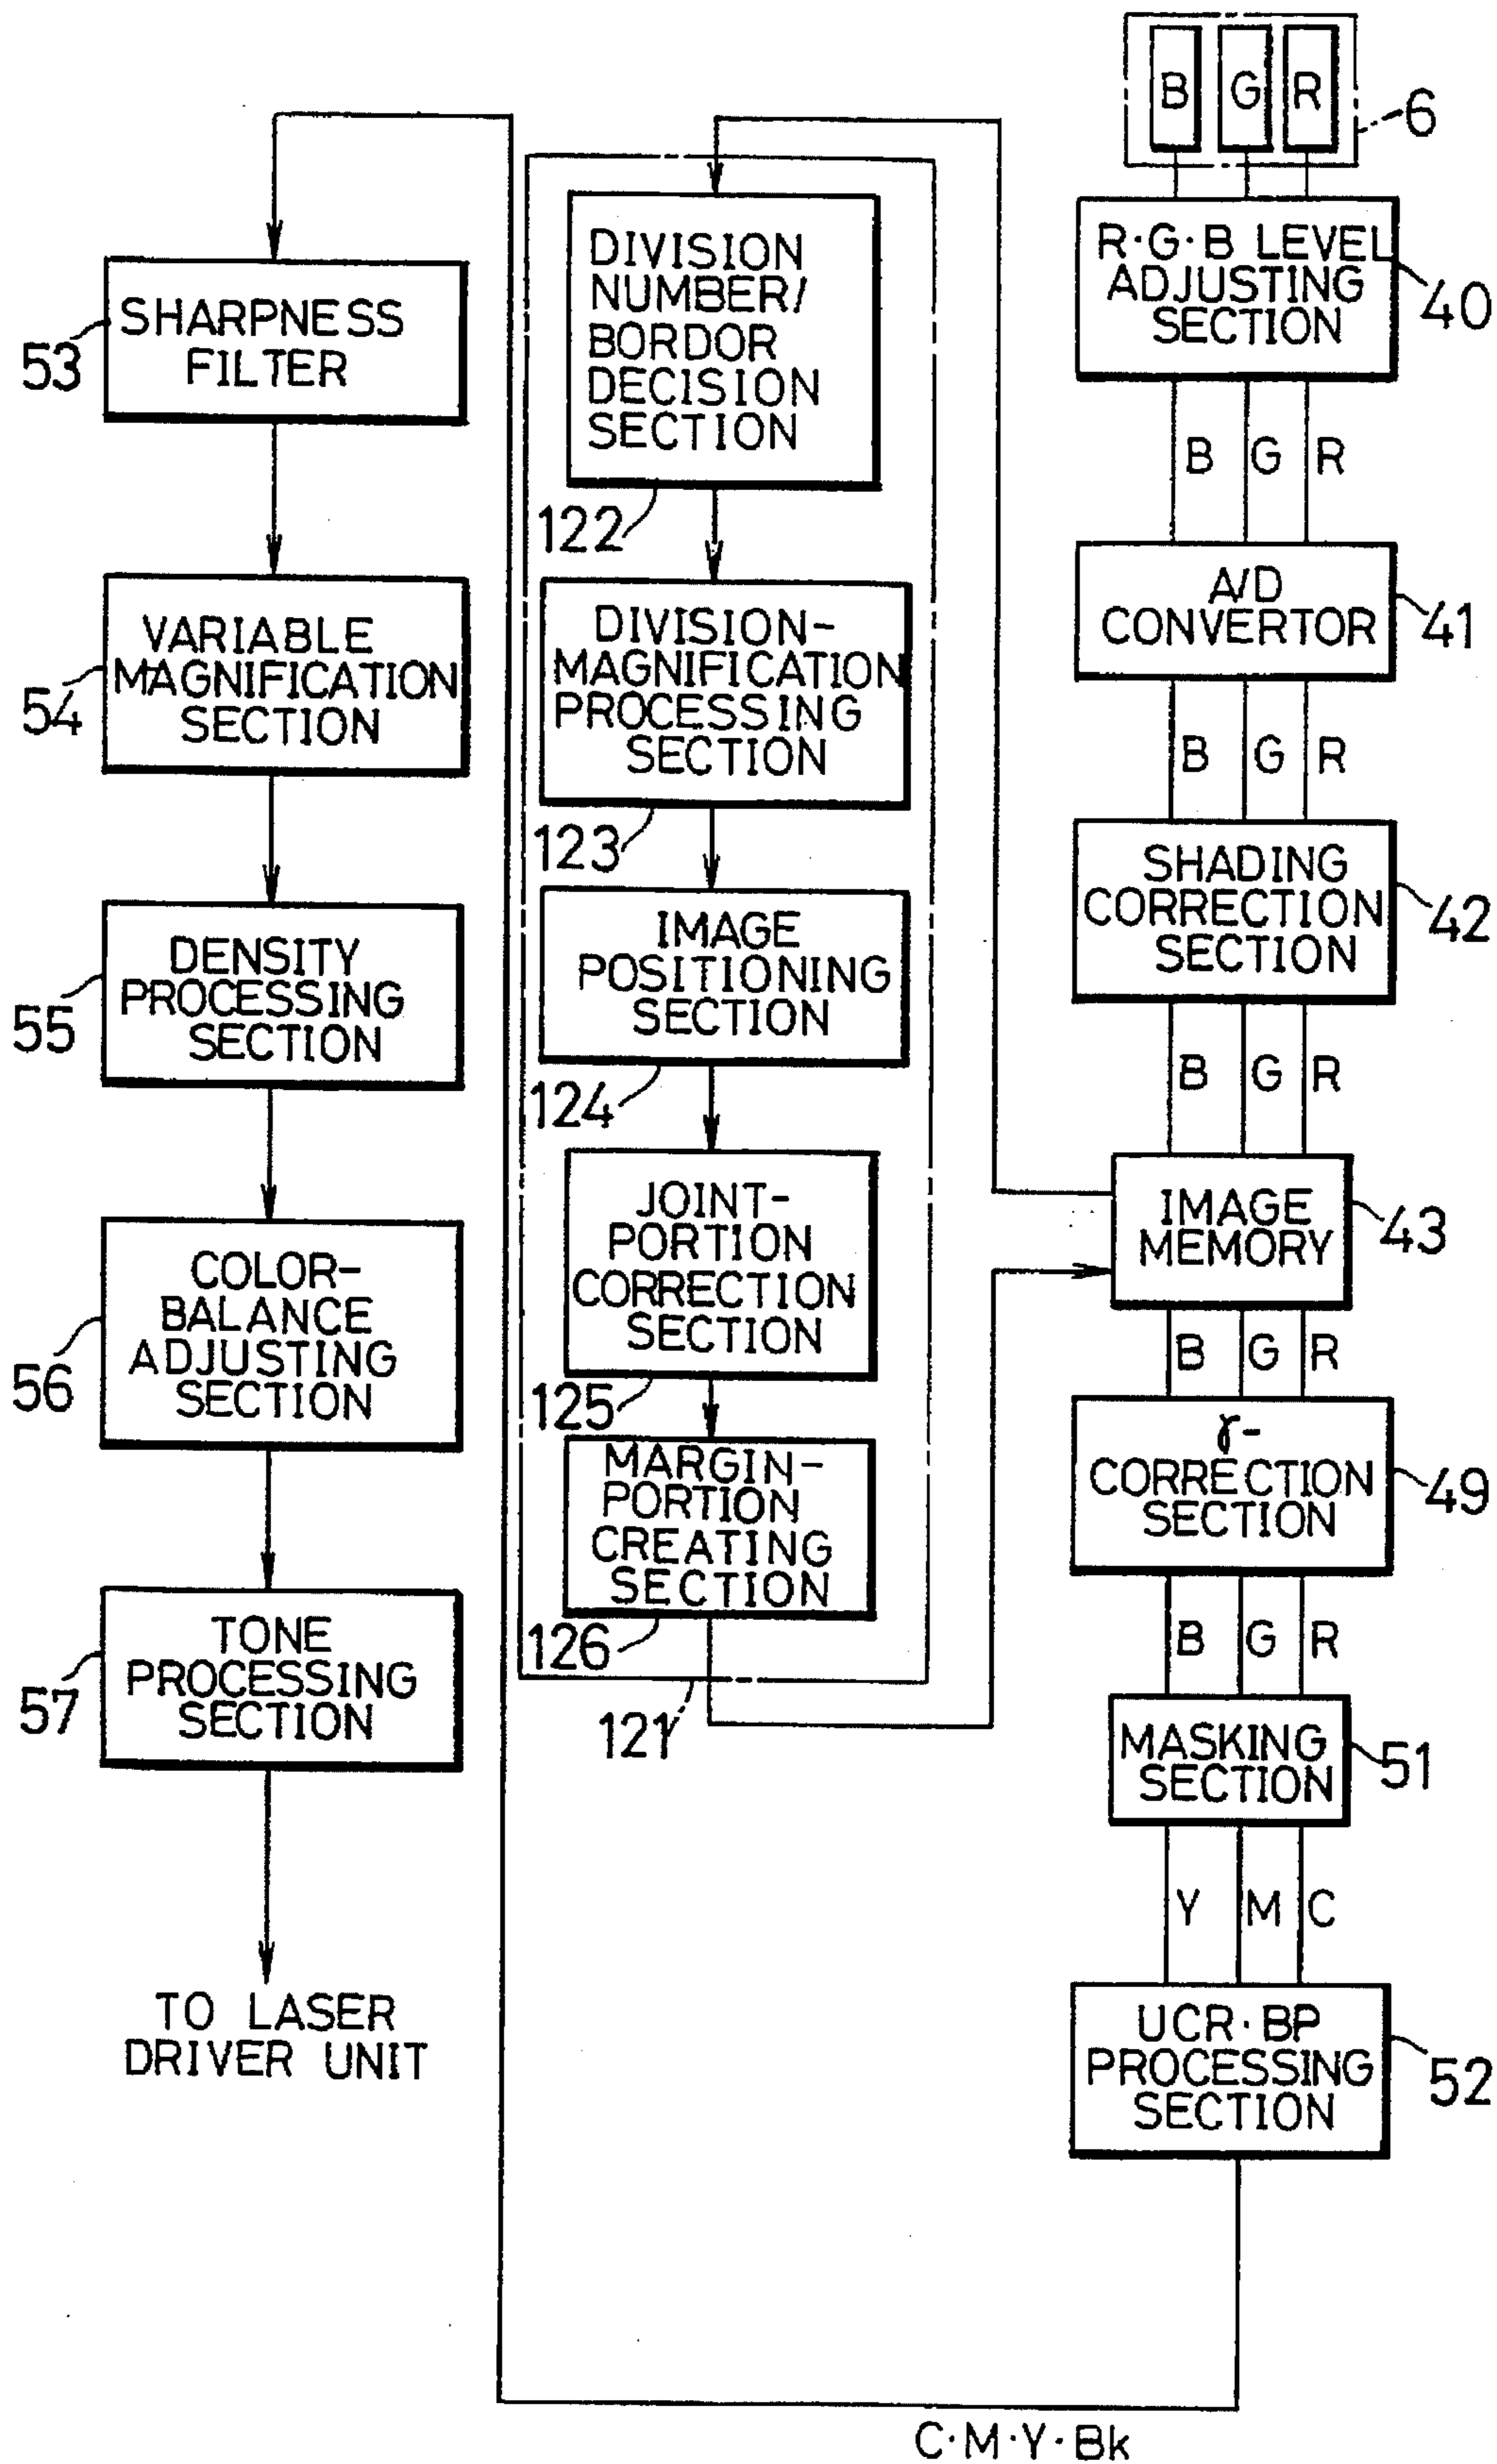 B G R
6
R·G·B LEVEL
ADJUSTING
SECTION
40
B G R
A/D
CONVERTOR
41
B G R
SHADING
CORRECTION
SECTION
42
B G R
IMAGE
MEMORY
43
B G R
γ-
CORRECTION
SECTION
49
B G R
MASKING
SECTION
51
Y M C
UCR·BP
PROCESSING
SECTION
52
C·M·Y·Bk
DIVISION
NUMBER/
BORDOR
DECISION
SECTION
122
DIVISION-
MAGNIFICATION
PROCESSING
SECTION
123
IMAGE
POSITIONING
SECTION
124
JOINT-
PORTION
CORRECTION
SECTION
125
MARGIN-
PORTION
CREATING
SECTION
126
121
SHARPNESS
FILTER
53
VARIABLE
MAGNIFICATION
SECTION
54
DENSITY
PROCESSING
SECTION
55
COLOR-
BALANCE
ADJUSTING
SECTION
56
TONE
PROCESSING
SECTION
57
TO LASER
DRIVER UNIT